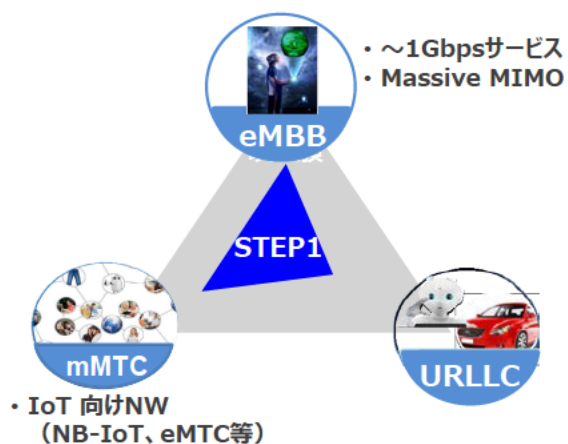 ・～1Gbpsサービス
・Massive MIMO
eMBB
STEP1
mMTC
URLLC
・IoT 向けNW
（NB-IoT、eMTC等）